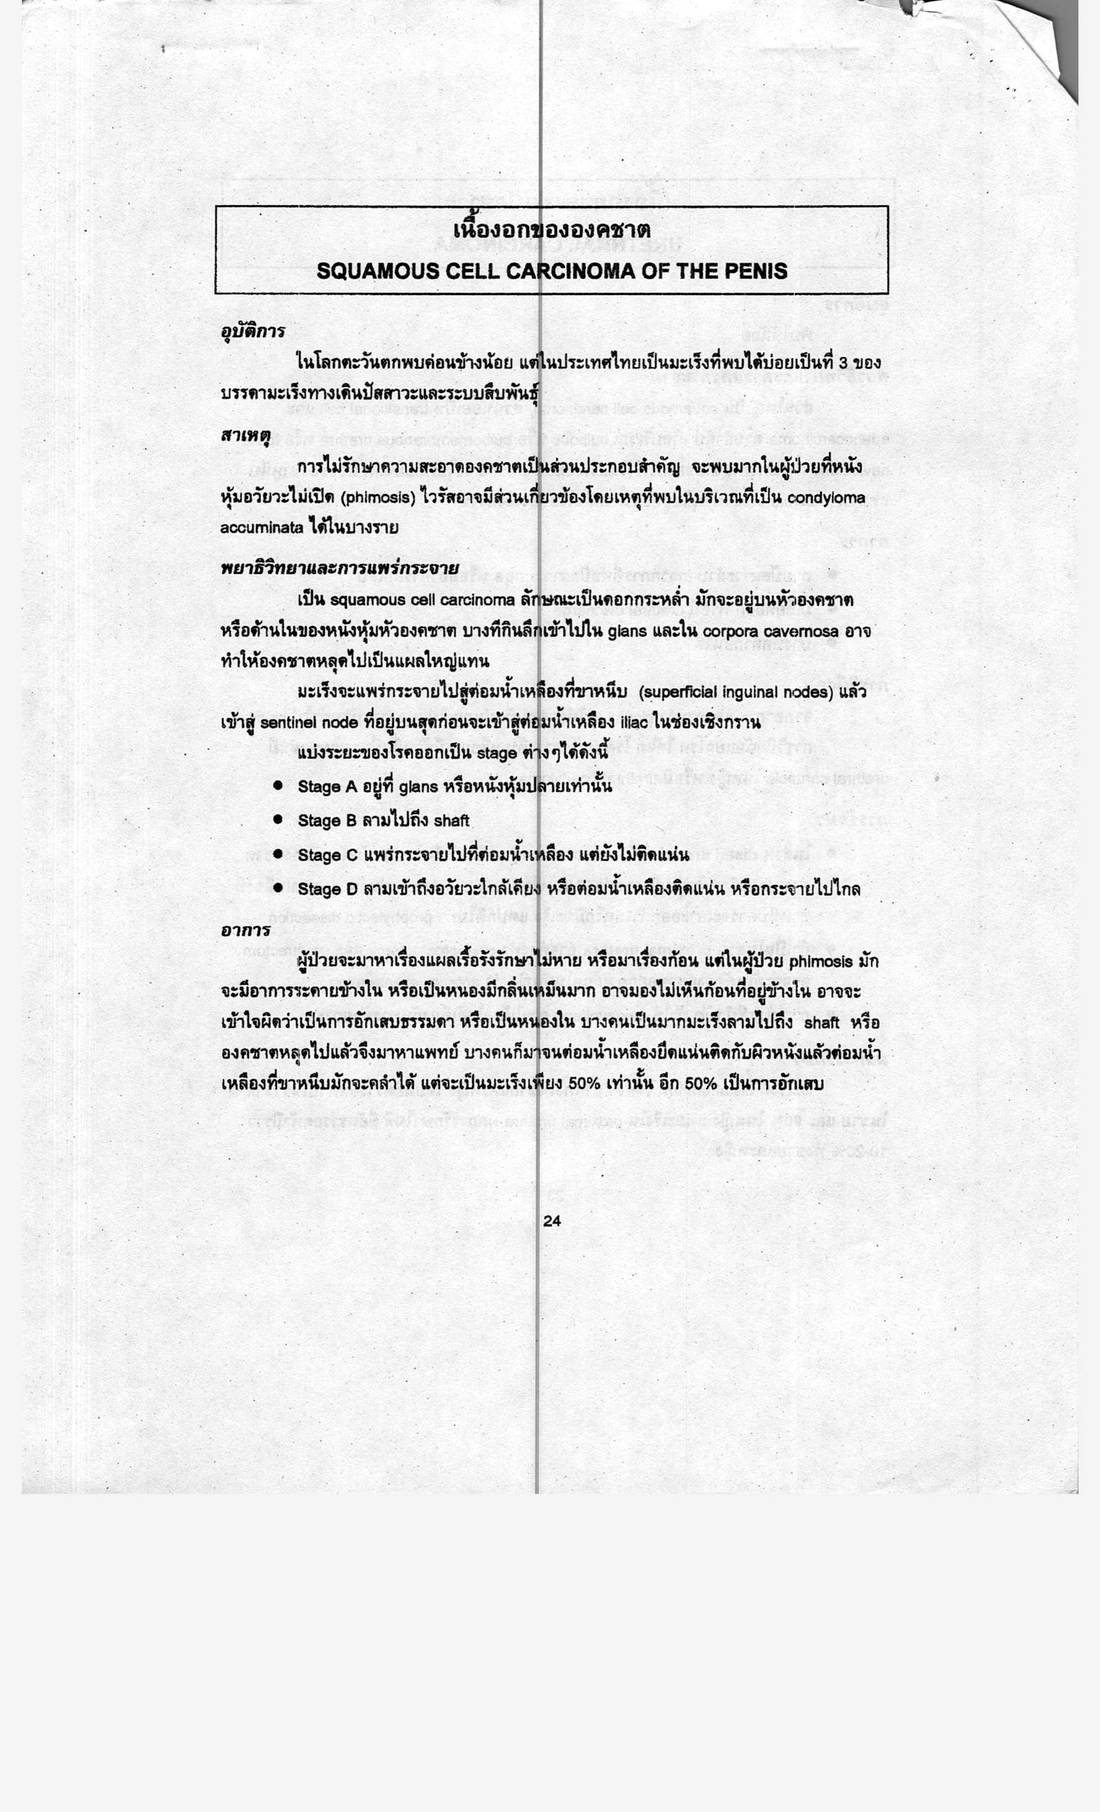 เนื้องอกขององคชาต
SQUAMOUS CELL CARCINOMA OF THE PENIS
อุบัติการ
ในโลกตะวันตกพบค่อนข้างน้อย แต่ในประเทศไทยเป็นมะเร็งที่พบได้บ่อยเป็นที่ 3 ของ
บรรดามะเร็งทางเดินปัสสาวะและระบบสืบพันธุ์
สาเหตุ
การไม่รักษาความสะอาดองคชาตเป็นส่วนประกอบสำคัญ จะพบมากในผู้ป่วยที่หนัง
หุ้มอวัยวะไม่เปิด (phimosis) ไวรัสอาจมีส่วนเกี่ยวข้องโดยเหตุที่พบในบริเวณที่เป็น condyloma
accuminata ได้ในบางราย
พยาธิวิทยาและการแพร่กระจาย
เป็น squamous cell carcinoma ลักษณะเป็นดอกกระหล่ำ มักจะอยู่บนหัวองคชาต
หรือด้านในของหนังหุ้มหัวองคชาต บางทีกินลึกเข้าไปใน glans และใน corpora cavernosa อาจ
ทำให้องคชาตหลุดไปเป็นแผลใหญ่แทน
มะเร็งจะแพร่กระจายไปสู่ต่อมน้ำเหลืองที่ขาหนีบ (superficial inguinal nodes) แล้ว
เข้าสู่ sentinel node ที่อยู่บนสุดก่อนจะเข้าสู่ต่อมน้ำเหลือง iliac ในช่องเชิงกราน
แบ่งระยะของโรคออกเป็น stage ต่างๆได้ดังนี้
● Stage A อยู่ที่ glans หรือหนังหุ้มปลายเท่านั้น
● Stage B ลามไปถึง shaft
● Stage C แพร่กระจายไปที่ต่อมน้ำเหลือง แต่ยังไม่ติดแน่น
● Stage D ลามเข้าถึงอวัยวะใกล้เคียง หรือต่อมน้ำเหลืองติดแน่น หรือกระจายไปไกล
อาการ
ผู้ป่วยจะมาหาเรื่องแผลเรื้อรังรักษาไม่หาย หรือมาเรื่องก้อน แต่ในผู้ป่วย phimosis มัก
จะมีอาการระคายข้างใน หรือเป็นหนองมีกลิ่นเหม็นมาก อาจมองไม่เห็นก้อนที่อยู่ข้างใน อาจจะ
เข้าใจผิดว่าเป็นการอักเสบธรรมดา หรือเป็นหนองใน บางคนเป็นมากมะเร็งลามไปถึง shaft หรือ
องคชาตหลุดไปแล้วจึงมาหาแพทย์ บางคนก็มาจนต่อมน้ำเหลืองยึดแน่นติดกับผิวหนังแล้วต่อมน้ำ
เหลืองที่ขาหนีบมักจะคลำได้ แต่จะเป็นมะเร็งเพียง 50% เท่านั้น อีก 50% เป็นการอักเสบ
24